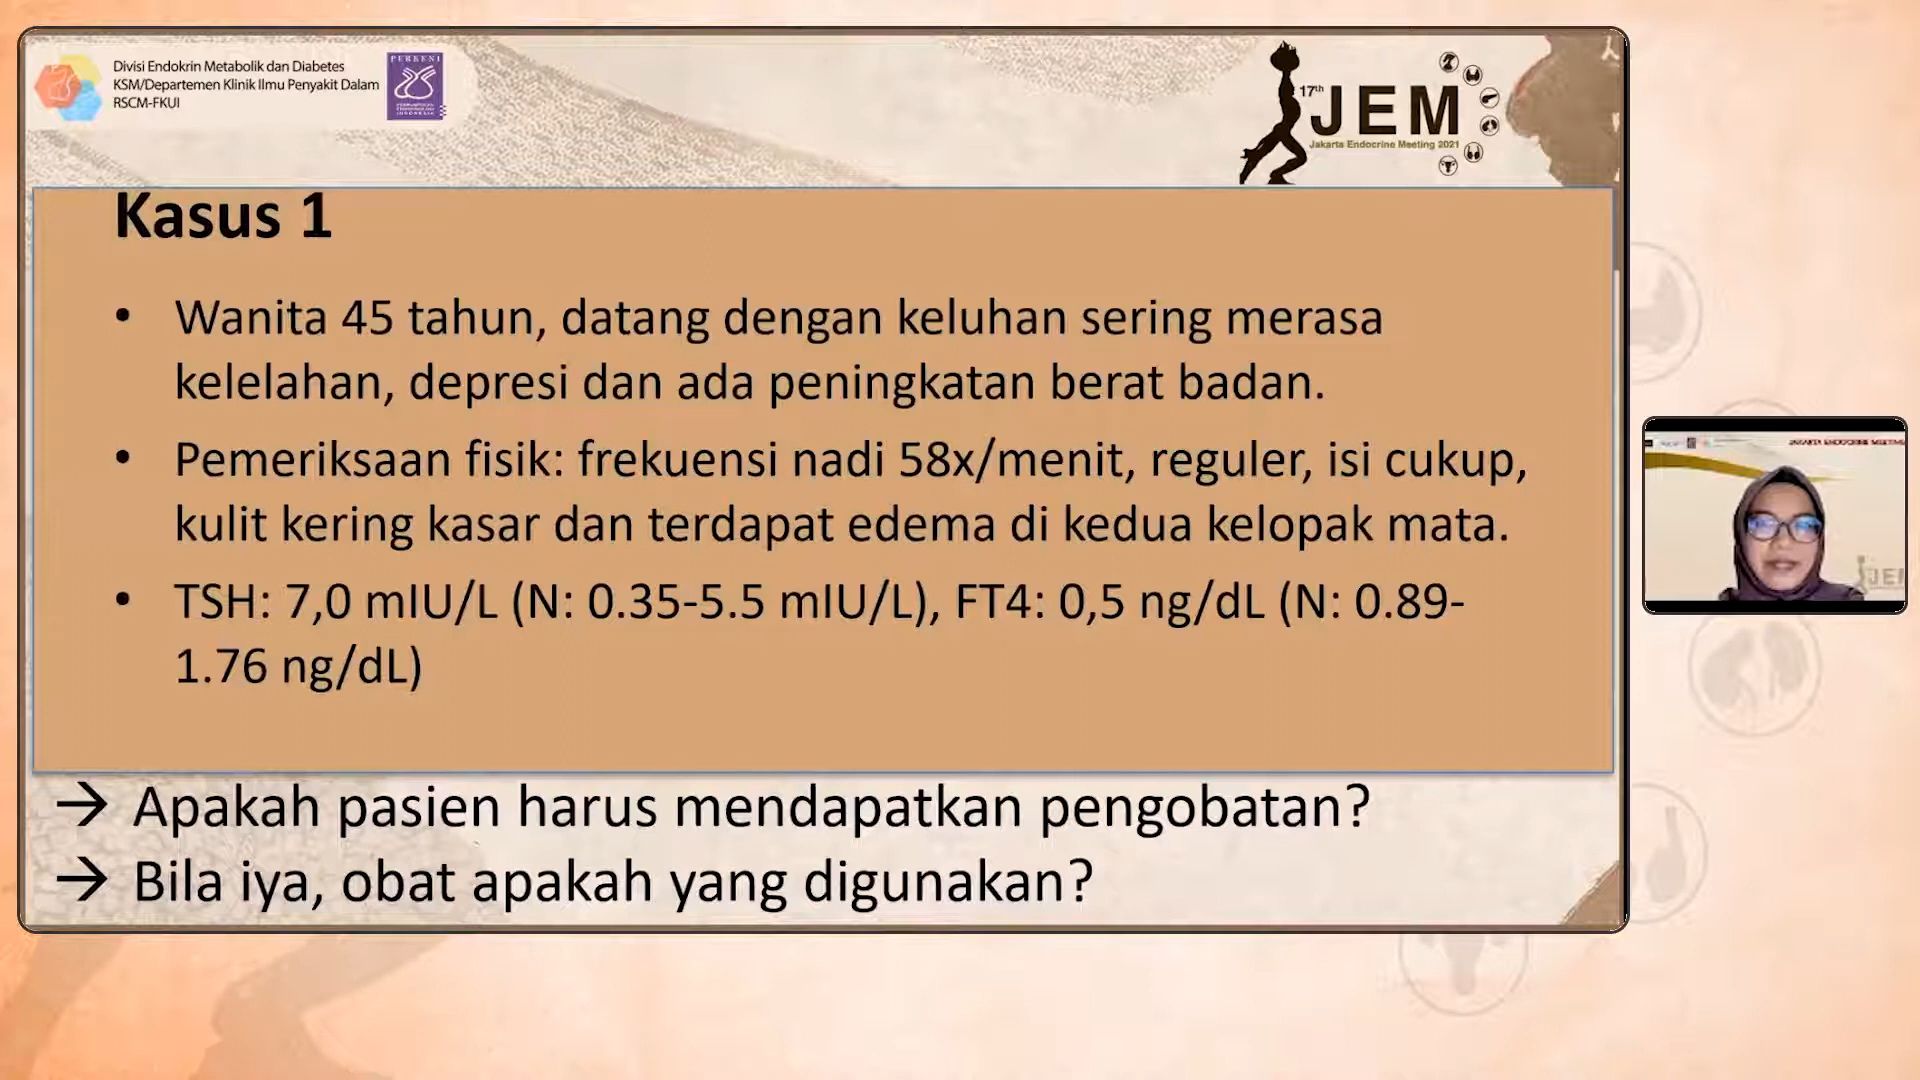 Divisi Endokrin Metabolik dan Diabetes
KSM/Departemen Klinik Ilmu Penyakit Dalam
RSCM-FKUI
PERKENI
17th
JEM
Jakarta Endocrine Meeting 2021
Kasus 1
• Wanita 45 tahun, datang dengan keluhan sering merasa
kelelahan, depresi dan ada peningkatan berat badan.
• Pemeriksaan fisik: frekuensi nadi 58x/menit, reguler, isi cukup,
kulit kering kasar dan terdapat edema di kedua kelopak mata.
• TSH: 7,0 mIU/L (N: 0.35-5.5 mIU/L), FT4: 0,5 ng/dL (N: 0.89-
1.76 ng/dL)
→ Apakah pasien harus mendapatkan pengobatan?
→ Bila iya, obat apakah yang digunakan?
JAKARTA ENDOCRINE MEETING
JEM